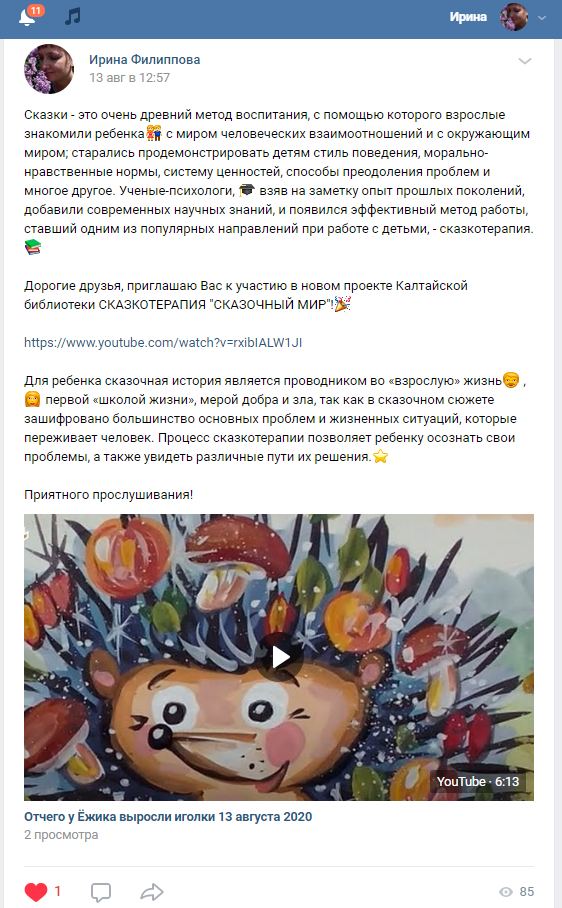 11
Ирина
Ирина Филиппова
13 авг в 12:57
Сказки - это очень древний метод воспитания, с помощью которого взрослые
знакомили ребенка с миром человеческих взаимоотношений и с окружающим
миром; старались продемонстрировать детям стиль поведения, морально-
нравственные нормы, систему ценностей, способы преодоления проблем и
многое другое. Ученые-психологи, взяв на заметку опыт прошлых поколений,
добавили современных научных знаний, и появился эффективный метод работы,
ставший одним из популярных направлений при работе с детьми, - сказкотерапия.
Дорогие друзья, приглашаю Вас к участию в новом проекте Калтайской
библиотеки СКАЗКОТЕРАПИЯ "СКАЗОЧНЫЙ МИР"!
https://www.youtube.com/watch?v=rxibIALW1JI
Для ребенка сказочная история является проводником во «взрослую» жизнь ,
первой «школой жизни», мерой добра и зла, так как в сказочном сюжете
зашифровано большинство основных проблем и жизненных ситуаций, которые
переживает человек. Процесс сказкотерапии позволяет ребенку осознать свои
проблемы, а также увидеть различные пути их решения.
Приятного прослушивания!
YouTube · 6:13
Отчего у Ёжика выросли иголки 13 августа 2020
2 просмотра
1
85